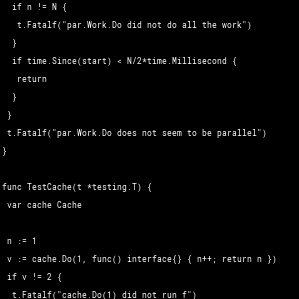 if n != N {
t.Fatalf("par.Work.Do did not do all the work")
}
if time.Since(start) < N/2*time.Millisecond {
return
}
}
t.Fatalf("par.Work.Do does not seem to be parallel")
}
func TestCache(t *testing.T) {
var cache Cache
n := 1
v := cache.Do(1, func() interface{} { n++; return n })
if v != 2 {
t.Fatalf("cache.Do(1) did not run f")